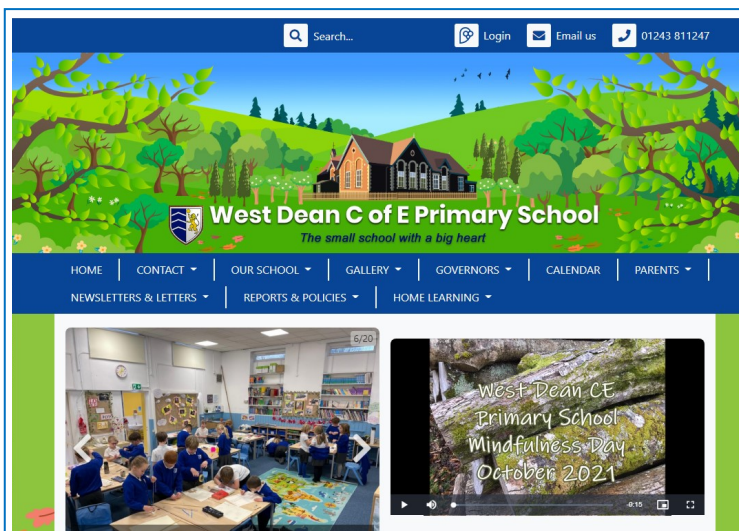 Search...
Login
Email us
01243 811247
West Dean C of E Primary School
The small school with a big heart
HOME
CONTACT
OUR SCHOOL
GALLERY
GOVERNORS
CALENDAR
PARENTS
NEWSLETTERS & LETTERS
REPORTS & POLICIES
HOME LEARNING
6/20
West Dean CE
Primary School
Mindfulness Day
October 2021
-0:15